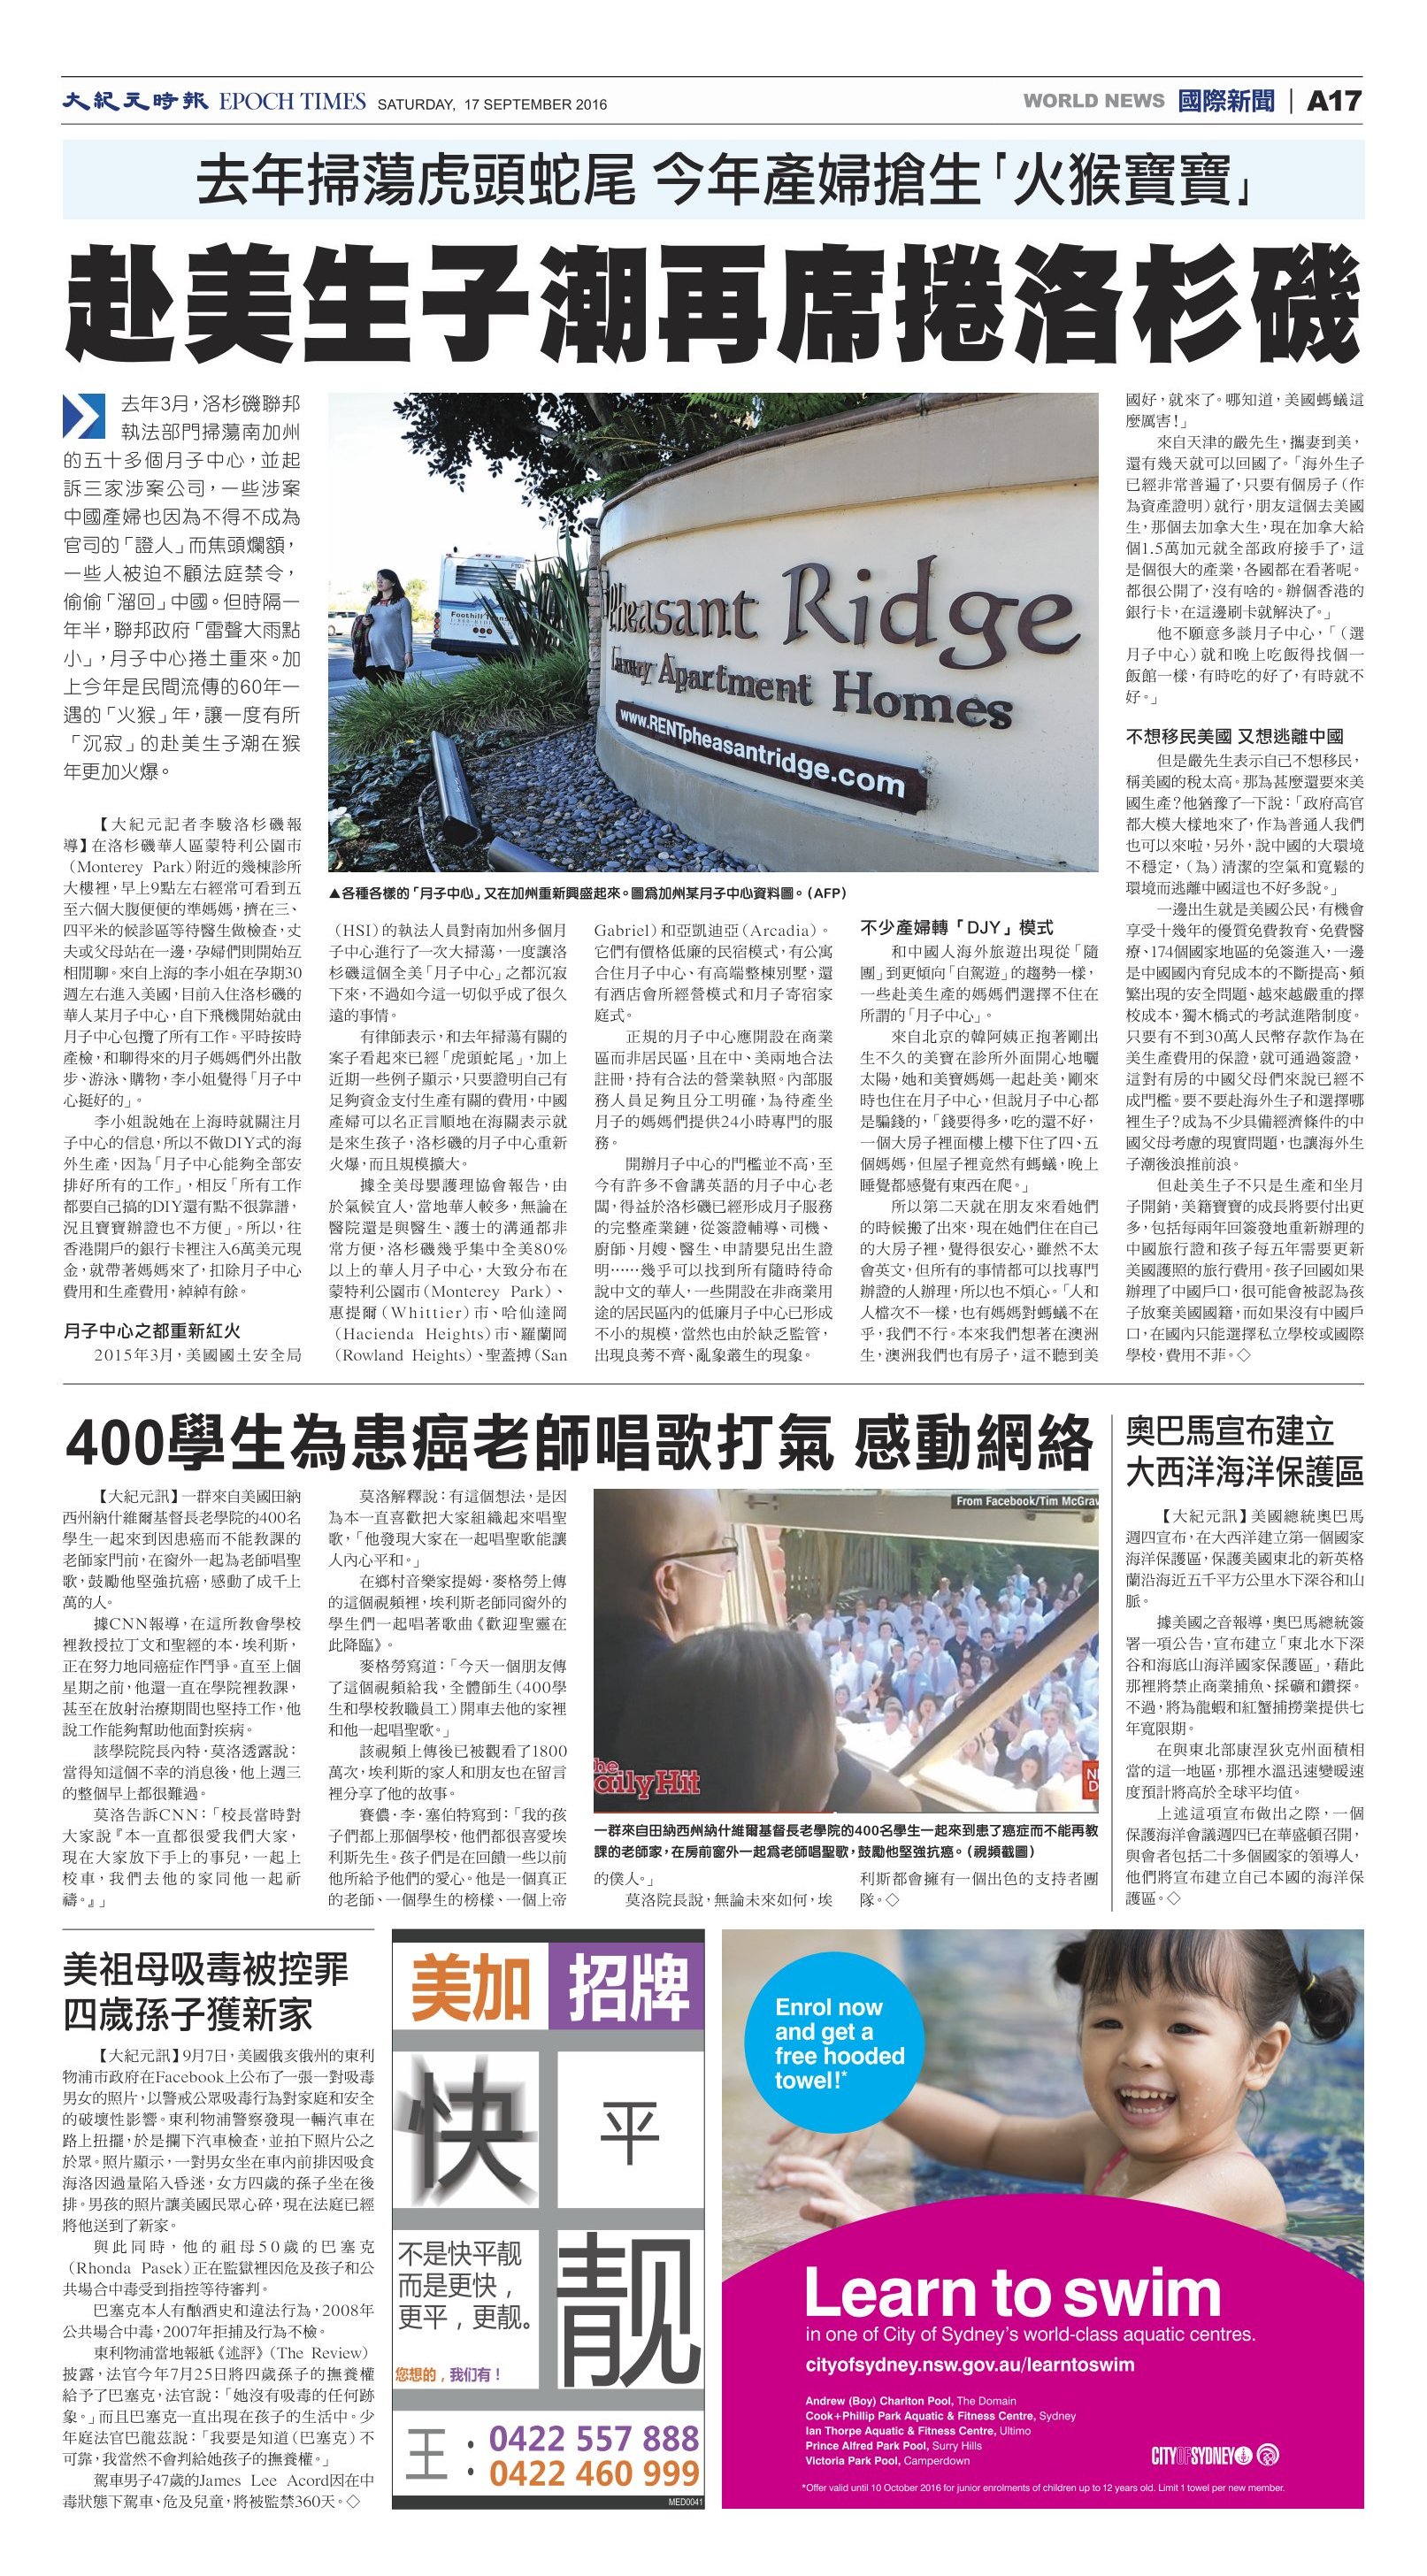 大紀元時報 EPOCH TIMES SATURDAY, 17 SEPTEMBER 2016
WORLD NEWS 國際新聞 | A17
去年掃蕩虎頭蛇尾 今年產婦搶生「火猴寶寶」
赴美生子潮再席捲洛杉磯
去年3月，洛杉磯聯邦
執法部門掃蕩南加州
的五十多個月子中心，並起
訴三家涉案公司，一些涉案
中國產婦也因為不得不成為
官司的「證人」而焦頭爛額，
一些人被迫不顧法庭禁令，
偷偷「溜回」中國。但時隔一
年半，聯邦政府「雷聲大雨點
小」，月子中心捲土重來。加
上今年是民間流傳的60年一
遇的「火猴」年，讓一度有所
「沉寂」的赴美生子潮在猴
年更加火爆。
【大紀元記者李駿洛杉磯報
導】在洛杉磯華人區蒙特利公園市
（Monterey Park）附近的幾棟診所
大樓裡，早上9點左右經常可看到五
至六個大腹便便的準媽媽，擠在三、
四平米的候診區等待醫生做檢查，丈
夫或父母站在一邊，孕婦們則開始互
相閒聊。來自上海的李小姐在孕期30
週左右進入美國，目前入住洛杉磯的
華人某月子中心，自下飛機開始就由
月子中心包攬了所有工作。平時按時
產檢，和聊得來的月子媽媽們外出散
步、游泳、購物，李小姐覺得「月子中
心挺好的」。
李小姐說她在上海時就關注月
子中心的信息，所以不做DIY式的海
外生產，因為「月子中心能夠全部安
排好所有的工作」，相反「所有工作
都要自己搞的DIY還有點不很靠譜，
況且寶寶辦證也不方便」。所以，往
香港開戶的銀行卡裡注入6萬美元現
金，就帶著媽媽來了，扣除月子中心
費用和生產費用，綽綽有餘。
月子中心之都重新紅火
2015年3月，美國國土安全局
Foothill
Pheasant Ridge
Luxury Apartment Homes
www.RENTpheasantridge.com
▲各種各樣的「月子中心」又在加州重新興盛起來。圖為加州某月子中心資料圖。（AFP）
（HSI）的執法人員對南加州多個月
子中心進行了一次大掃蕩，一度讓洛
杉磯這個全美「月子中心」之都沉寂
下來，不過如今這一切似乎成了很久
遠的事情。
有律師表示，和去年掃蕩有關的
案子看起來已經「虎頭蛇尾」，加上
近期一些例子顯示，只要證明自己有
足夠資金支付生產有關的費用，中國
產婦可以名正言順地在海關表示就
是來生孩子，洛杉磯的月子中心重新
火爆，而且規模擴大。
據全美母嬰護理協會報告，由
於氣候宜人，當地華人較多，無論在
醫院還是與醫生、護士的溝通都非
常方便，洛杉磯幾乎集中全美80%
以上的華人月子中心，大致分布在
蒙特利公園市（Monterey Park）、
惠提爾（Whittier）市、哈仙達岡
（Hacienda Heights）市、羅蘭岡
（Rowland Heights）、聖蓋搏（San
Gabriel）和亞凱迪亞（Arcadia）。
它們有價格低廉的民宿模式，有公寓
合住月子中心、有高端整棟別墅，還
有酒店會所經營模式和月子寄宿家
庭式。
正規的月子中心應開設在商業
區而非居民區，且在中、美兩地合法
註冊，持有合法的營業執照。內部服
務人員足夠且分工明確，為待產坐
月子的媽媽們提供24小時專門的服
務。
開辦月子中心的門檻並不高，至
今有許多不會講英語的月子中心老
闆，得益於洛杉磯已經形成月子服務
的完整產業鏈，從簽證輔導、司機、
廚師、月嫂、醫生、申請嬰兒出生證
明⋯⋯幾乎可以找到所有隨時待命
說中文的華人，一些開設在非商業用
途的居民區內的低廉月子中心已形成
不小的規模，當然也由於缺乏監管，
出現良莠不齊、亂象叢生的現象。
不少產婦轉「DJY」模式
和中國人海外旅遊出現從「隨
團」到更傾向「自駕遊」的趨勢一樣，
一些赴美生產的媽媽們選擇不住在
所謂的「月子中心」。
來自北京的韓阿姨正抱著剛出
生不久的美寶在診所外面開心地曬
太陽，她和美寶媽媽一起赴美，剛來
時也住在月子中心，但說月子中心都
是騙錢的，「錢要得多，吃的還不好，
一個大房子裡面樓上樓下住了四、五
個媽媽，但屋子裡竟然有螞蟻，晚上
睡覺都感覺有東西在爬。」
所以第二天就在朋友來看她們
的時候搬了出來，現在她們住在自己
的大房子裡，覺得很安心，雖然不太
會英文，但所有的事情都可以找專門
辦證的人辦理，所以也不煩心。「人和
人檔次不一樣，也有媽媽對螞蟻不在
乎，我們不行。本來我們想著在澳洲
生，澳洲我們也有房子，這不聽到美
國好，就來了。哪知道，美國螞蟻這
麼厲害！」
來自天津的嚴先生，攜妻到美，
還有幾天就可以回國了。「海外生子
已經非常普遍了，只要有個房子（作
為資產證明）就行，朋友這個去美國
生，那個去加拿大生，現在加拿大給
個1.5萬加元就全部政府接手了，這
是個很大的產業，各國都在看著呢。
都很公開了，沒有啥的。辦個香港的
銀行卡，在這邊刷卡就解決了。」
他不願意多談月子中心，「（選
月子中心）就和晚上吃飯得找個一
飯館一樣，有時吃的好了，有時就不
好。」
不想移民美國 又想逃離中國
但是嚴先生表示自己不想移民，
稱美國的稅太高。那為甚麼還要來美
國生產？他猶豫了一下說：「政府高官
都大模大樣地來了，作為普通人我們
也可以來啦，另外，說中國的大環境
不穩定，（為）清潔的空氣和寬鬆的
環境而逃離中國這也不好多說。」
一邊出生就是美國公民，有機會
享受十幾年的優質免費教育、免費醫
療、174個國家地區的免簽進入，一邊
是中國國內育兒成本的不斷提高、頻
繁出現的安全問題、越來越嚴重的擇
校成本，獨木橋式的考試進階制度。
只要有不到30萬人民幣存款作為在
美生產費用的保證，就可通過簽證，
這對有房的中國父母們來說已經不
成門檻。要不要赴海外生子和選擇哪
裡生子？成為不少具備經濟條件的中
國父母考慮的現實問題，也讓海外生
子潮後浪推前浪。
但赴美生子不只是生產和坐月
子開銷，美籍寶寶的成長將要付出更
多，包括每兩年回簽發地重新辦理的
中國旅行證和孩子每五年需要更新
美國護照的旅行費用。孩子回國如果
辦理了中國戶口，很可能會被認為孩
子放棄美國國籍，而如果沒有中國戶
口，在國內只能選擇私立學校或國際
學校，費用不菲。◇
400學生為患癌老師唱歌打氣 感動網絡
【大紀元訊】一群來自美國田納
西州納什維爾基督長老學院的400名
學生一起來到因患癌而不能教課的
老師家門前，在窗外一起為老師唱聖
歌，鼓勵他堅強抗癌，感動了成千上
萬的人。
據CNN報導，在這所教會學校
裡教授拉丁文和聖經的本·埃利斯，
正在努力地同癌症作鬥爭。直至上個
星期之前，他還一直在學院裡教課，
甚至在放射治療期間也堅持工作，他
說工作能夠幫助他面對疾病。
該學院院長內特·莫洛透露說：
當得知這個不幸的消息後，他上週三
的整個早上都很難過。
莫洛告訴CNN：「校長當時對
大家說『本一直都很愛我們大家，
現在大家放下手上的事兒，一起上
校車，我們去他的家同他一起祈
禱。』」
莫洛解釋說：有這個想法，是因
為本一直喜歡把大家組織起來唱聖
歌，「他發現大家在一起唱聖歌能讓
人內心平和。」
在鄉村音樂家提姆·麥格勞上傳
的這個視頻裡，埃利斯老師同窗外的
學生們一起唱著歌曲《歡迎聖靈在
此降臨》。
麥格勞寫道：「今天一個朋友傳
了這個視頻給我，全體師生（400學
生和學校教職員工）開車去他的家裡
和他一起唱聖歌。」
該視頻上傳後已被觀看了1800
萬次，埃利斯的家人和朋友也在留言
裡分享了他的故事。
賽儂·李·塞伯特寫到：「我的孩
子們都上那個學校，他們都很喜愛埃
利斯先生。孩子們是在回饋一些以前
他所給予他們的愛心。他是一個真正
的老師、一個學生的榜樣、一個上帝
From Facebook/Tim McGraw
the
Daily Hit
一群來自田納西州納什維爾基督長老學院的400名學生一起來到患了癌症而不能再教
課的老師家，在房前窗外一起為老師唱聖歌，鼓勵他堅強抗癌。（視頻截圖）
的僕人。」
莫洛院長說，無論未來如何，埃
利斯都會擁有一個出色的支持者團
隊。◇
奧巴馬宣布建立
大西洋海洋保護區
【大紀元訊】美國總統奧巴馬
週四宣布，在大西洋建立第一個國家
海洋保護區，保護美國東北的新英格
蘭沿海近五千平方公里水下深谷和山
脈。
據美國之音報導，奧巴馬總統簽
署一項公告，宣布建立「東北水下深
谷和海底山海洋國家保護區」，藉此
那裡將禁止商業捕魚、採礦和鑽探。
不過，將為龍蝦和紅蟹捕撈業提供七
年寬限期。
在與東北部康涅狄克州面積相
當的這一地區，那裡水溫迅速變暖速
度預計將高於全球平均值。
上述這項宣布做出之際，一個
保護海洋會議週四已在華盛頓召開，
與會者包括二十多個國家的領導人，
他們將宣布建立自己本國的海洋保
護區。◇
美祖母吸毒被控罪
四歲孫子獲新家
【大紀元訊】9月7日，美國俄亥俄州的東利
物浦市政府在Facebook上公布了一張一對吸毒
男女的照片，以警戒公眾吸毒行為對家庭和安全
的破壞性影響。東利物浦警察發現一輛汽車在
路上扭擺，於是攔下汽車檢查，並拍下照片公之
於眾。照片顯示，一對男女坐在車內前排因吸食
海洛因過量陷入昏迷，女方四歲的孫子坐在後
排。男孩的照片讓美國民眾心碎，現在法庭已經
將他送到了新家。
與此同時，他的祖母50歲的巴塞克
（Rhonda Pasek）正在監獄裡因危及孩子和公
共場合中毒受到指控等待審判。
巴塞克本人有酗酒史和違法行為，2008年
公共場合中毒，2007年拒捕及行為不檢。
東利物浦當地報紙《述評》（The Review）
披露，法官今年7月25日將四歲孫子的撫養權
給予了巴塞克，法官說：「她沒有吸毒的任何跡
象。」而且巴塞克一直出現在孩子的生活中。少
年庭法官巴龍茲說：「我要是知道（巴塞克）不
可靠，我當然不會判給她孩子的撫養權。」
駕車男子47歲的James Lee Acord因在中
毒狀態下駕車、危及兒童，將被監禁360天。◇
美加 招牌
快 平
不是快平靓
而是更快，
更平，更靓。
靓
您想的，我们有！
王：0422 557 888
0422 460 999
MED0041
Enrol now
and get a
free hooded
towel!*
Learn to swim
in one of City of Sydney's world-class aquatic centres.
cityofsydney.nsw.gov.au/learntoswim
Andrew (Boy) Charlton Pool, The Domain
Cook+Phillip Park Aquatic & Fitness Centre, Sydney
Ian Thorpe Aquatic & Fitness Centre, Ultimo
Prince Alfred Park Pool, Surry Hills
Victoria Park Pool, Camperdown
CITY OF SYDNEY
*Offer valid until 10 October 2016 for junior enrolments of children up to 12 years old. Limit 1 towel per new member.